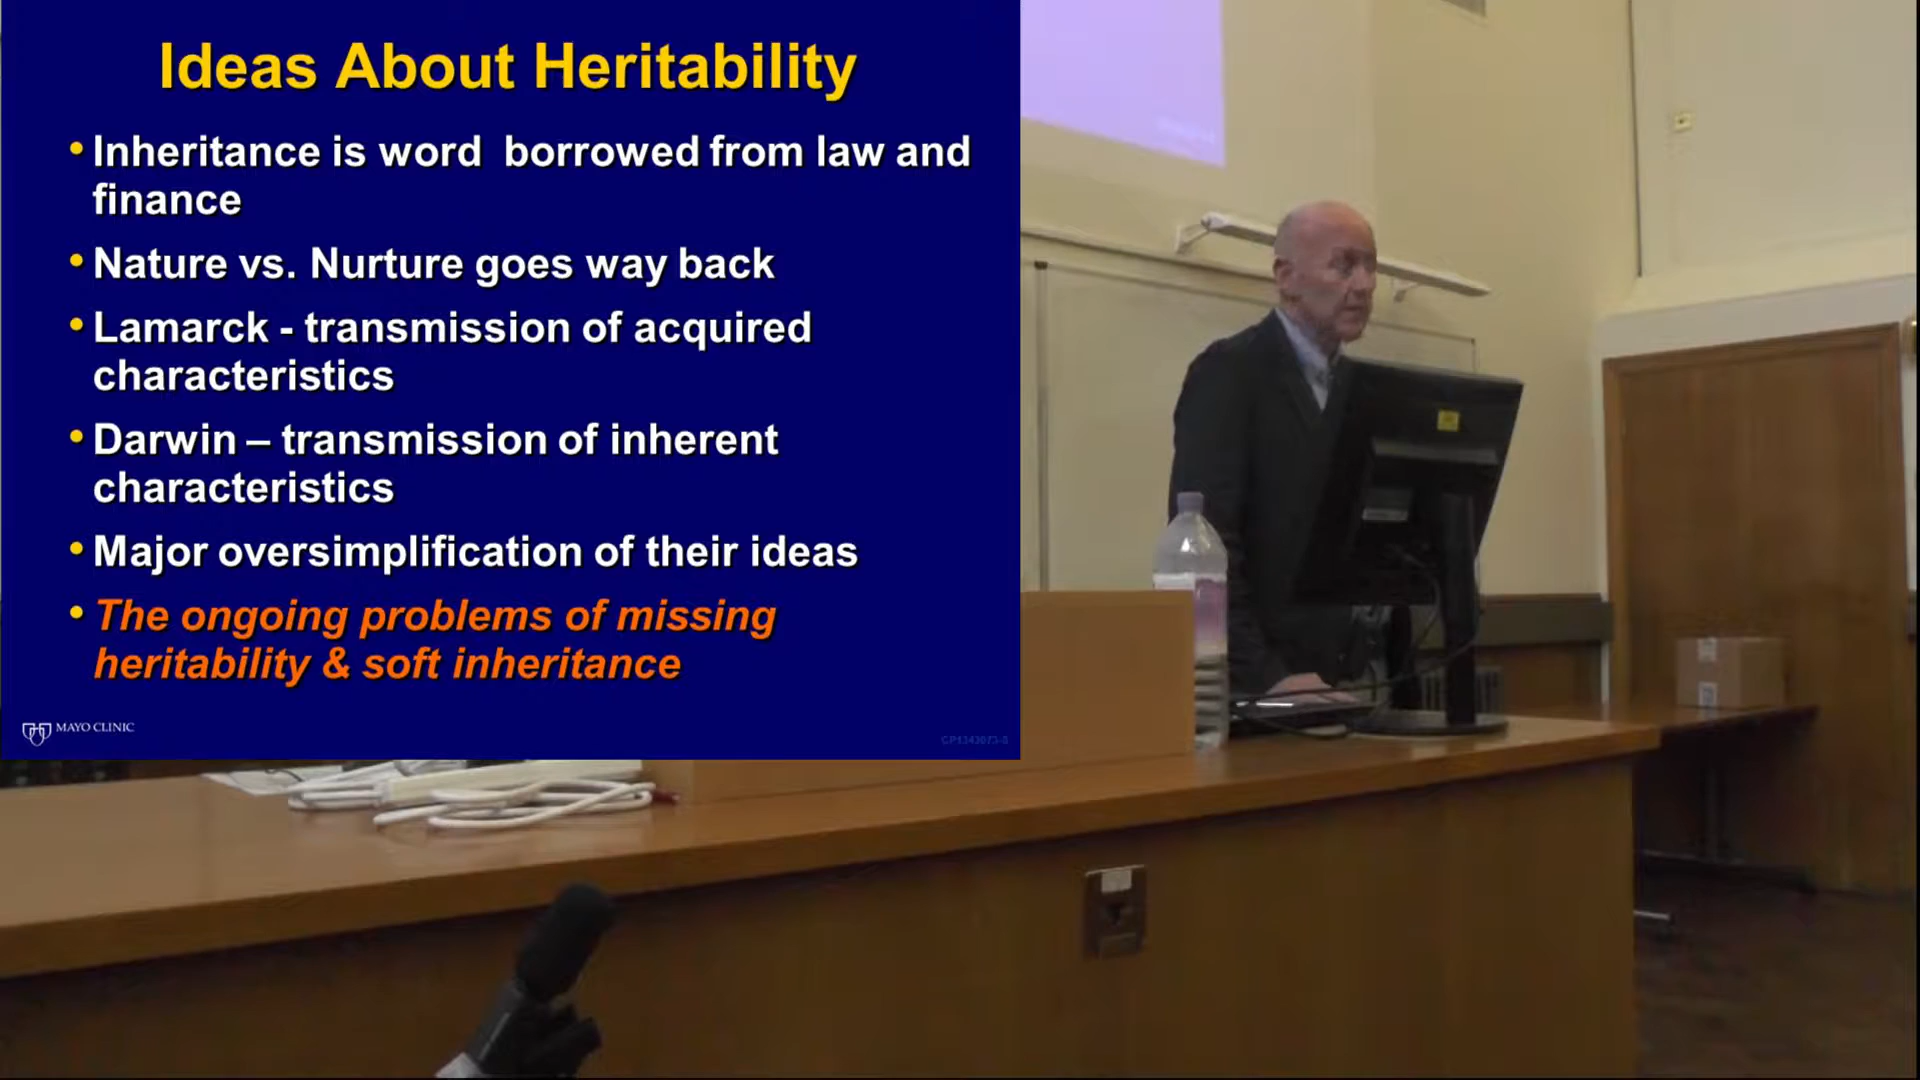 Ideas About Heritability
• Inheritance is word borrowed from law and
finance
• Nature vs. Nurture goes way back
• Lamarck - transmission of acquired
characteristics
• Darwin – transmission of inherent
characteristics
• Major oversimplification of their ideas
• The ongoing problems of missing
heritability & soft inheritance
MAYO CLINIC